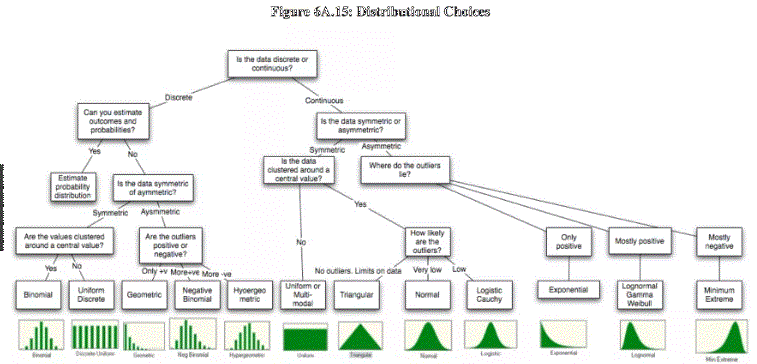 Figure 6A.15: Distributional Choices
Is the data discrete or
continuous?
Discrete
Continuous
Can you estimate
outcomes and
probabilities?
Is the data symmetric or
asymmetric?
Symmetric
Asymmetric
Yes
No
Is the data
clustered around a
central value?
Where do the outliers
lie?
Estimate
probability
distribution
Is the data symmetric
of asymmetric?
Symmetric
Asymmetric
Yes
Are the values clustered
around a central value?
Are the outliers
positive or
negative?
No
How likely
are the
outliers?
Only
positive
Mostly positive
Mostly
negative
Yes
No
Only +v
More+ve
More -ve
No outliers. Limits on data
Very low
Low
Binomial
Uniform
Discrete
Geometric
Negative
Binomial
Hyoergeo
metric
Uniform or
Multi-
modal
Triangular
Normal
Logistic
Cauchy
Exponential
Lognormal
Gamma
Weibull
Minimum
Extreme
Binomial
Discrete Uniform
Geometric
Neg Binomial
Hypergeometric
Uniform
Triangular
Normal
Logistic
Exponential
Lognormal
Min Extreme